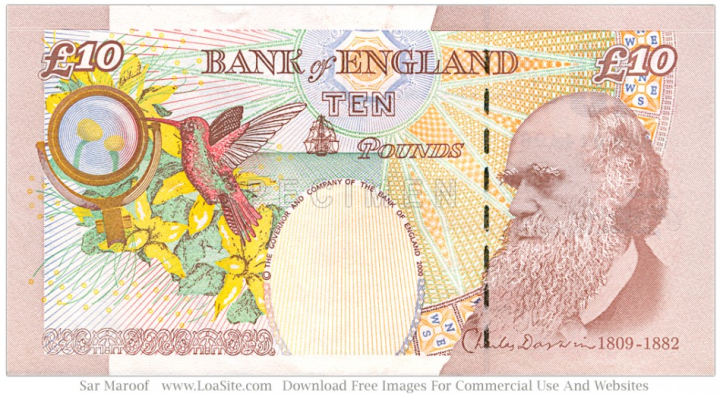 £10
BANK of ENGLAND
£10
TEN
POUNDS
SPECIMEN
© THE GOVERNOR AND COMPANY OF THE BANK OF ENGLAND 2000
N E W S
Charles Darwin 1809-1882
Sar Maroof www.LoaSite.com Download Free Images For Commercial Use And Websites